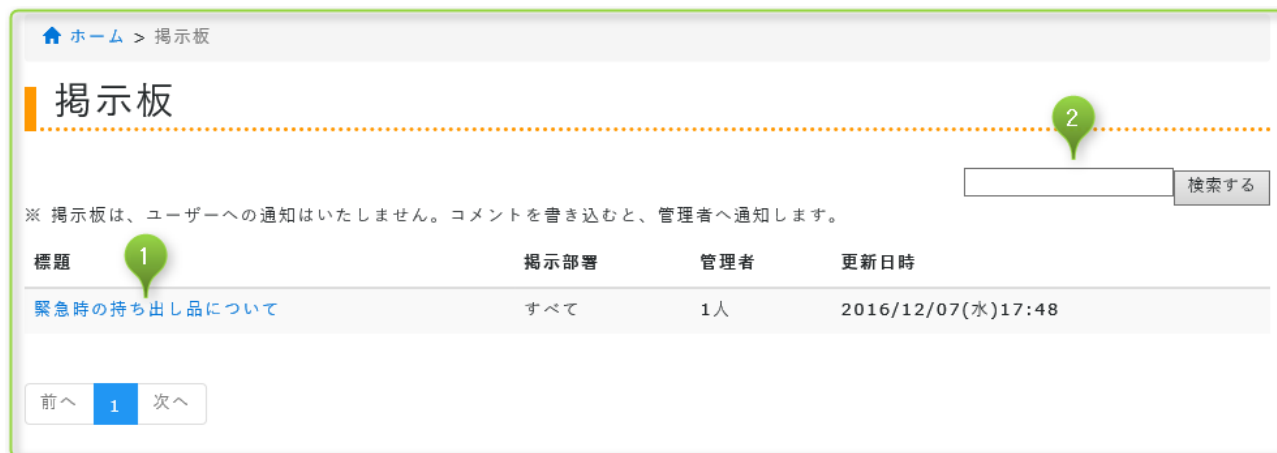 ホーム > 掲示板
掲示板
2
検索する
※ 掲示板は、ユーザーへの通知はいたしません。コメントを書き込むと、管理者へ通知します。
1
標題 掲示部署 管理者 更新日時
緊急時の持ち出し品について すべて 1人 2016/12/07(水)17:48
前へ 1 次へ